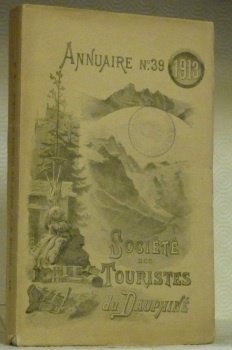 ANNUAIRE N° 39
1913
SOCIÉTÉ
DES
TOURISTES
du DAUPHINÉ